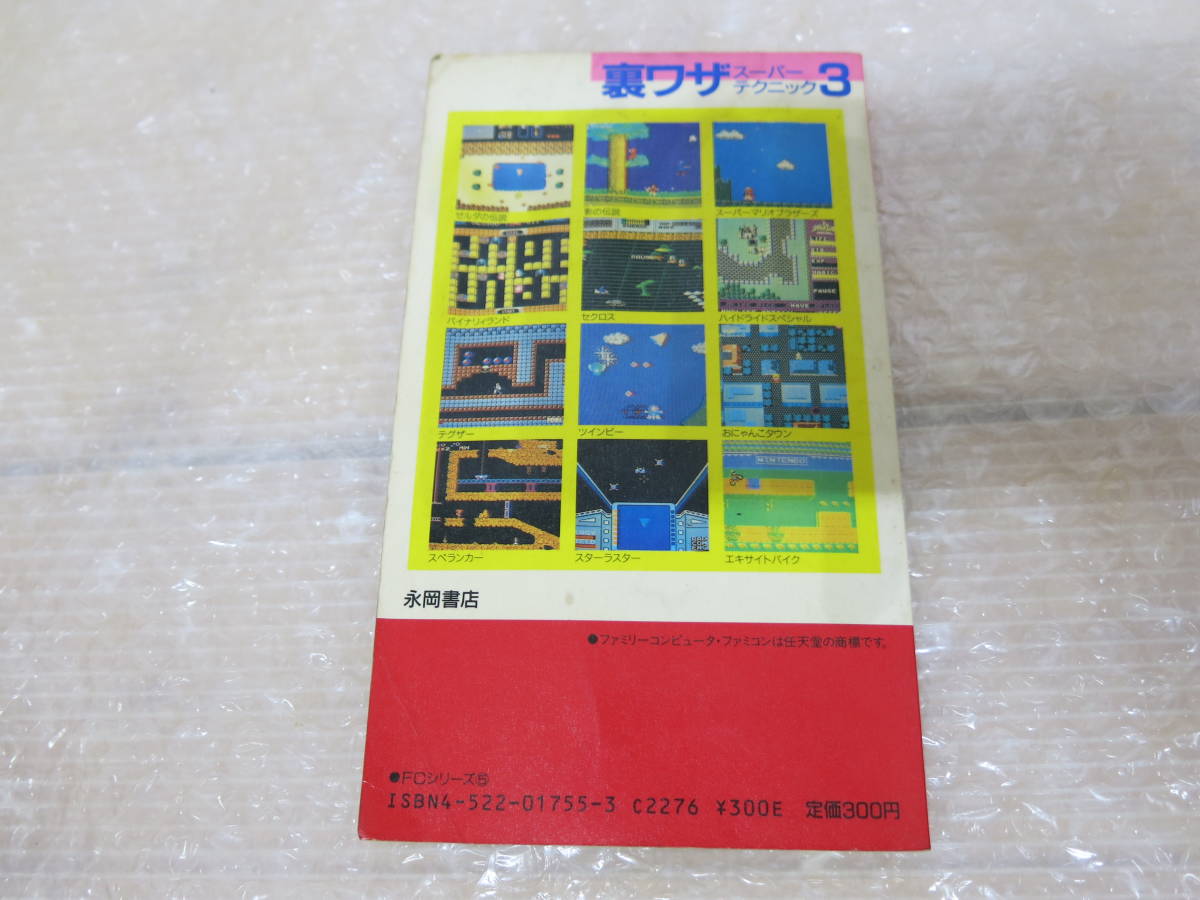 裏ワザ スーパーテクニック 3
ゼルダの伝説
影の伝説
スーパーマリオブラザーズ
バイナリィランド
セクロス
ハイドライドスペシャル
PAUSE
テグザー
ツインビー
おにゃんこタウン
NINTENDO
スペランカー
スターラスター
エキサイトバイク
永岡書店
●ファミリーコンピュータ・ファミコンは任天堂の商標です。
●FCシリーズ⑤
ISBN4-522-01755-3 C2276 ¥300E 定価300円